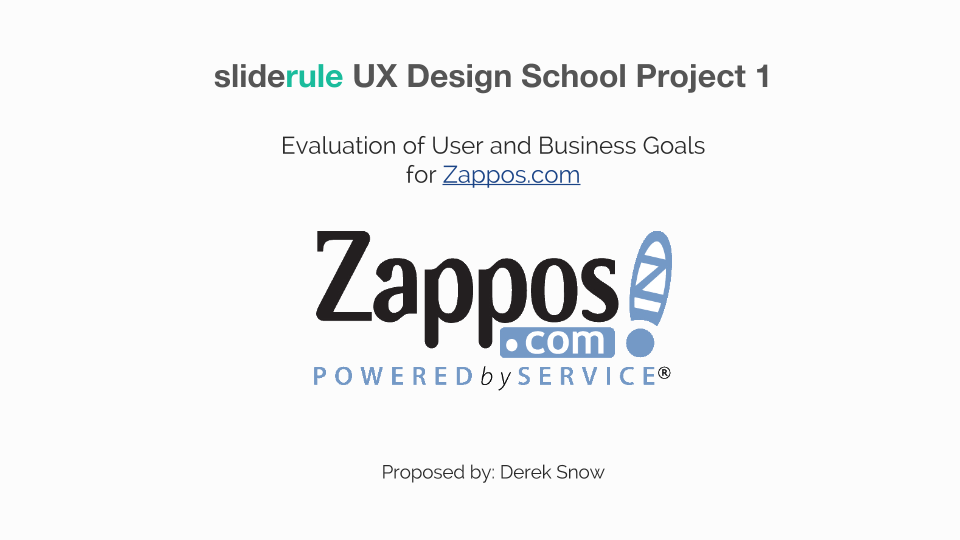 sliderule UX Design School Project 1
Evaluation of User and Business Goals
for Zappos.com
Zappos
.com
POWERED by SERVICE®
Proposed by: Derek Snow